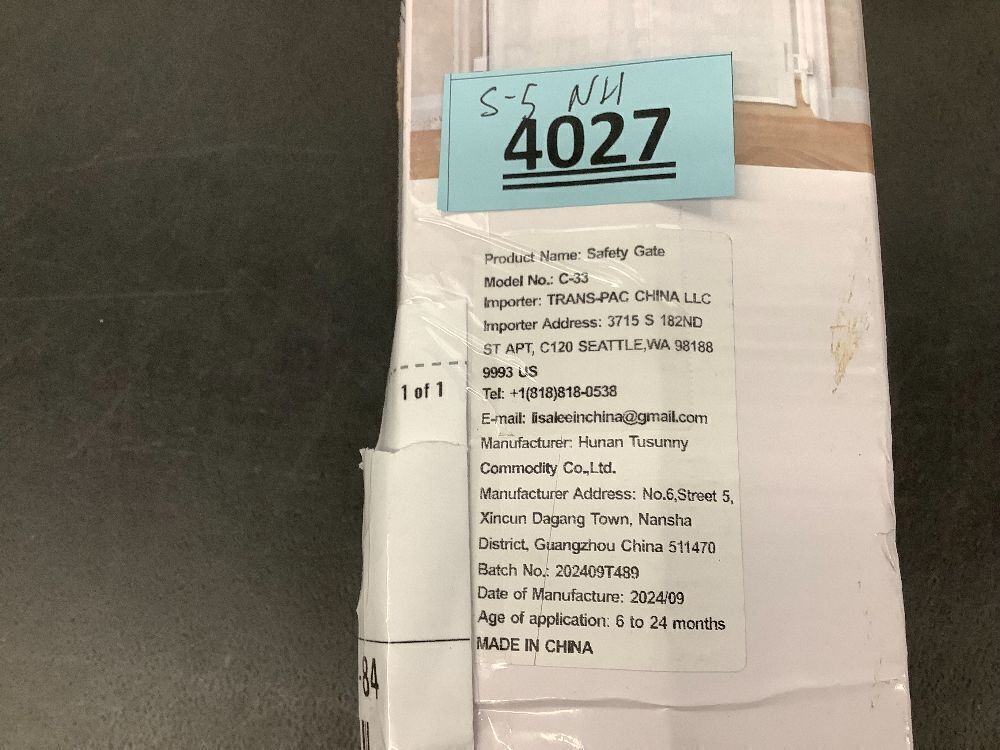 S-5 NH
4027
Product Name: Safety Gate
Model No.: C-33
Importer: TRANS-PAC CHINA LLC
Importer Address: 3715 S 182ND
ST APT, C120 SEATTLE,WA 98188
9993 US
Tel: +1(818)818-0538
E-mail: lisaleeinchina@gmail.com
Manufacturer: Hunan Tusunny
Commodity Co.,Ltd.
Manufacturer Address: No.6,Street 5,
Xincun Dagang Town, Nansha
District, Guangzhou China 511470
Batch No.: 202409T489
Date of Manufacture: 2024/09
Age of application: 6 to 24 months
MADE IN CHINA
1 of 1
-84